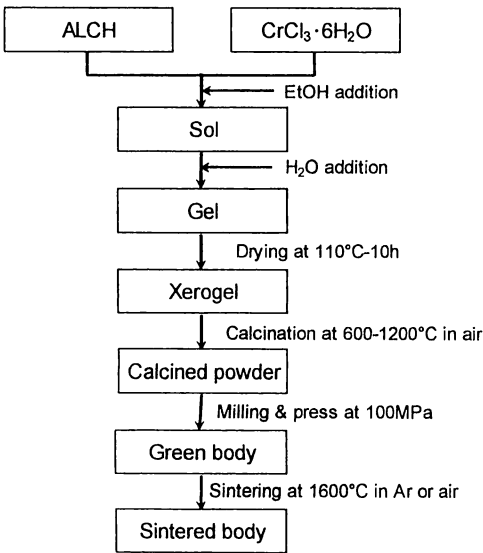 ALCH
CrCl₃·6H₂O
EtOH addition
Sol
H₂O addition
Gel
Drying at 110°C-10h
Xerogel
Calcination at 600-1200°C in air
Calcined powder
Milling & press at 100MPa
Green body
Sintering at 1600°C in Ar or air
Sintered body